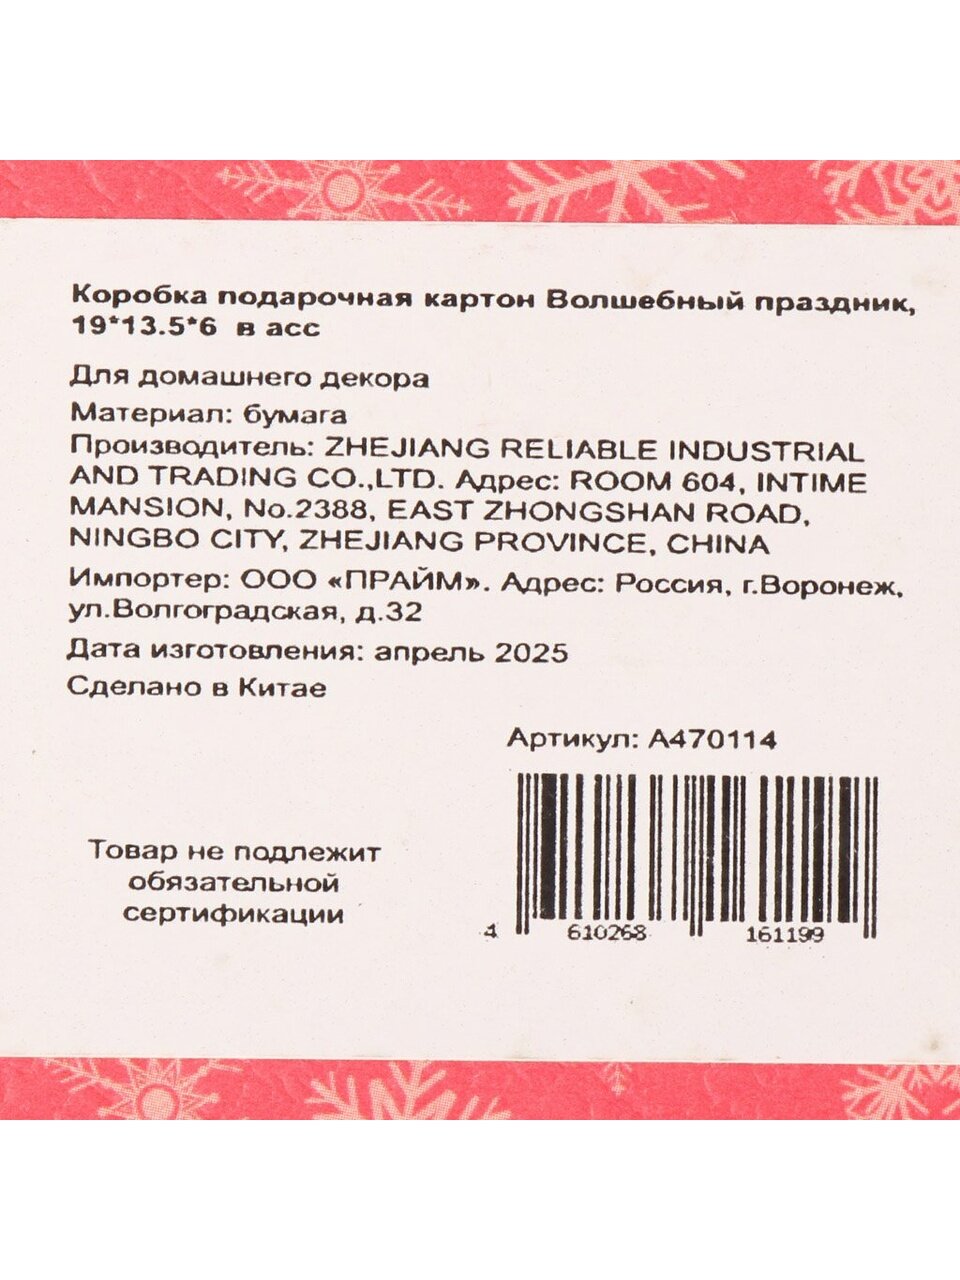 Коробка подарочная картон Волшебный праздник,
19*13.5*6 в асс
Для домашнего декора
Материал: бумага
Производитель: ZHEJIANG RELIABLE INDUSTRIAL
AND TRADING CO.,LTD. Адрес: ROOM 604, INTIME
MANSION, No.2388, EAST ZHONGSHAN ROAD,
NINGBO CITY, ZHEJIANG PROVINCE, CHINA
Импортер: ООО «ПРАЙМ». Адрес: Россия, г.Воронеж,
ул.Волгоградская, д.32
Дата изготовления: апрель 2025
Сделано в Китае
Артикул: А470114
Товар не подлежит
обязательной
сертификации
4 610268 161199